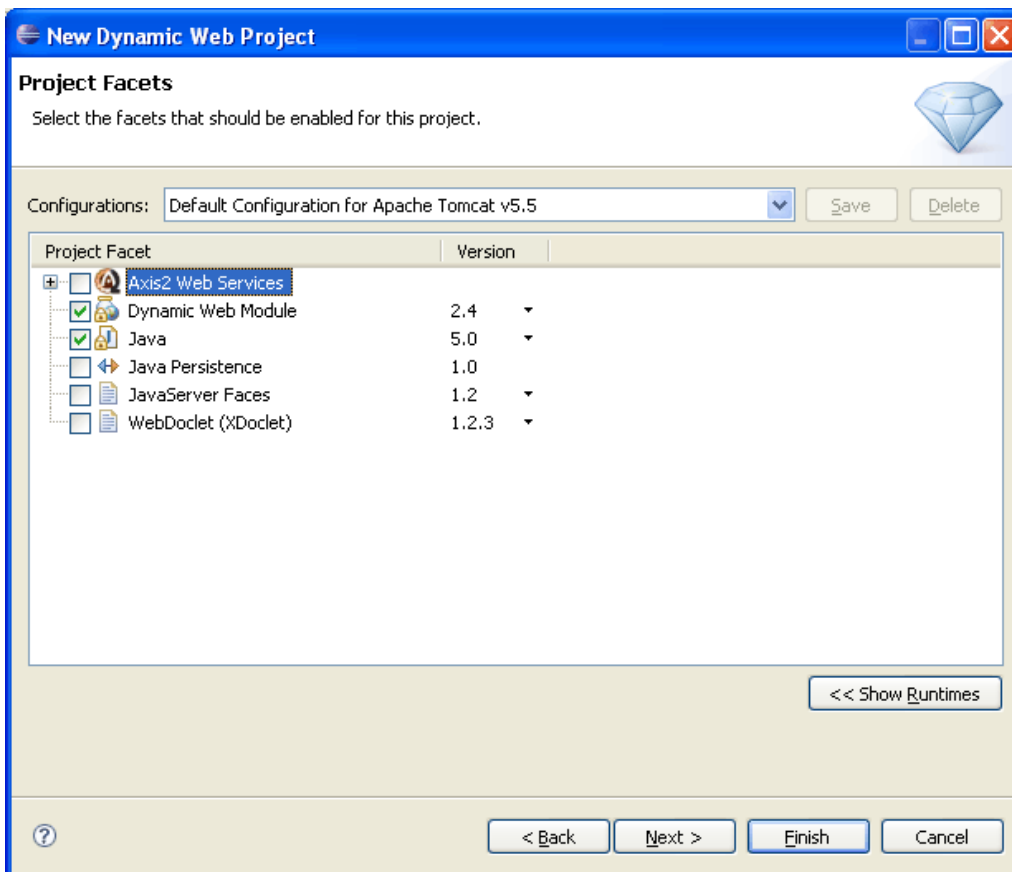 New Dynamic Web Project
Project Facets
Select the facets that should be enabled for this project.
Configurations: Default Configuration for Apache Tomcat v5.5 Save Delete
Project Facet Version
Axis2 Web Services
Dynamic Web Module 2.4
Java 5.0
Java Persistence 1.0
JavaServer Faces 1.2
WebDoclet (XDoclet) 1.2.3
<< Show Runtimes
< Back Next > Finish Cancel